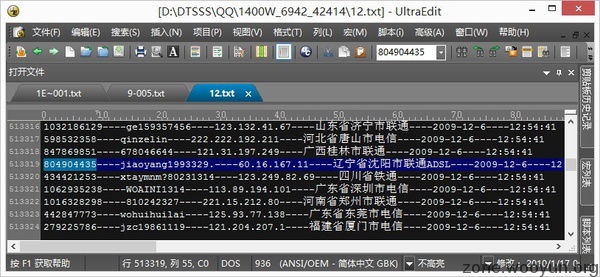 [D:\DTSSS\QQ\1400W_6942_42414\12.txt] - UltraEdit
文件(F) 编辑(E) 搜索(S) 插入(N) 项目(P) 视图(V) 格式(T) 列(L) 宏(M) 脚本(i) 高级(A) 窗口(W) 帮助(H)
804904435
打开文件
1E~001.txt 9-005.txt 12.txt
剪贴板历史记录
宏列表
脚本列表
0 10 20 30 40 50 60 70 80
513316 1032186129----ge159357456----123.132.41.67----山东省济宁市联通----2009-12-6----12:54:41
513317 598532358----qinzelin----222.222.192.211----河北省唐山市电信----2009-12-6----12:54:41
513318 847869851----678046644----121.31.197.249----广西桂林市联通----2009-12-6----12:54:41
513319 804904435----jiaoyang1993329.----60.16.167.11----辽宁省沈阳市联通ADSL----2009-12-6----12
513320 434421253----xtaymnm?80231314----123.249.82.69----四川省铁通----2009-12-6----12:54:41
513321 1062935238----WOAINI1314----113.89.194.101----广东省深圳市电信----2009-12-6----12:54:41
513322 1016328298----810242327----221.15.212.80----河南省郑州市联通----2009-12-6----12:54:41
513323 442847773----wohuihuilai----125.93.77.138----广东省东莞市电信----2009-12-6----12:54:41
513324 279225786----jzc19861119----121.204.207.1----福建省厦门市电信----2009-12-6----12:54:41
按 F1 获取帮助 行 513319, 列 55, C0 DOS 936 (ANSI/OEM - 简体中文 GBK) 不高亮 修改: 2010/1/17 0
zone.wooyun.org